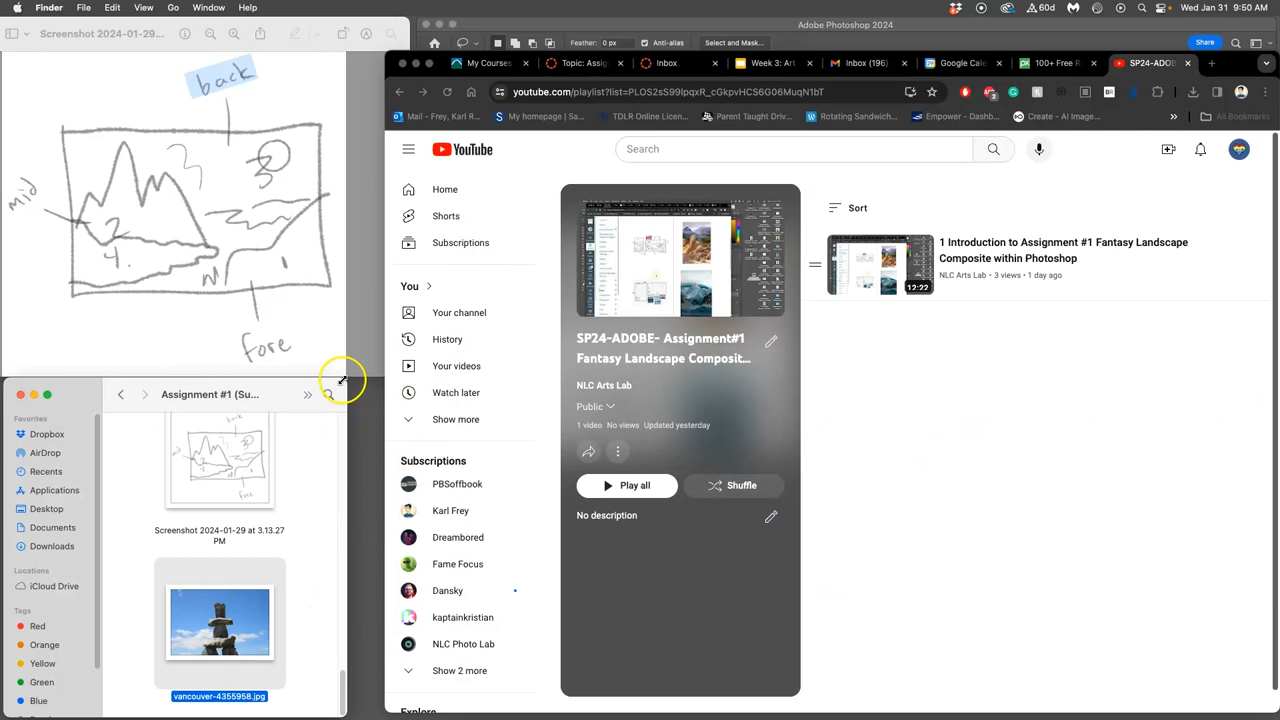 Finder
File
Edit
View
Go
Window
Help
60d
Wed Jan 31 9:50 AM
Screenshot 2024-01-29...
Adobe Photoshop 2024
Feather: 0 px
Anti-alias
Select and Mask...
Share
My Courses
Topic: Assig
Inbox
Week 3: Art
Inbox (196)
Google Cale
100+ Free R
SP24-ADOB
youtube.com/playlist?list=PLOS2sS99IpqxR_cGkpvHCS6G06MuqN1bT
Mail - Frey, Karl R...
My homepage | Sa...
TDLR Online Licen...
Parent Taught Driv...
Rotating Sandwich...
Empower - Dashb...
Create - AI Image...
All Bookmarks
back
mid
1.
2
3
3
N
fore
YouTube
Search
Home
Shorts
Subscriptions
You
Your channel
History
Your videos
Watch later
Show more
Subscriptions
PBSoffbook
Karl Frey
Dreambored
Fame Focus
Dansky
kaptainkristian
NLC Photo Lab
Show 2 more
Explore
SP24-ADOBE- Assignment#1
Fantasy Landscape Composit...
NLC Arts Lab
Public
1 video No views Updated yesterday
Play all
Shuffle
No description
Sort
12:22
1 Introduction to Assignment #1 Fantasy Landscape
Composite within Photoshop
NLC Arts Lab • 3 views • 1 day ago
Assignment #1 (Su...
Favorites
Dropbox
AirDrop
Recents
Applications
Desktop
Documents
Downloads
Locations
iCloud Drive
Tags
Red
Orange
Yellow
Green
Blue
back
fore
Screenshot 2024-01-29 at 3.13.27
PM
vancouver-4355958.jpg